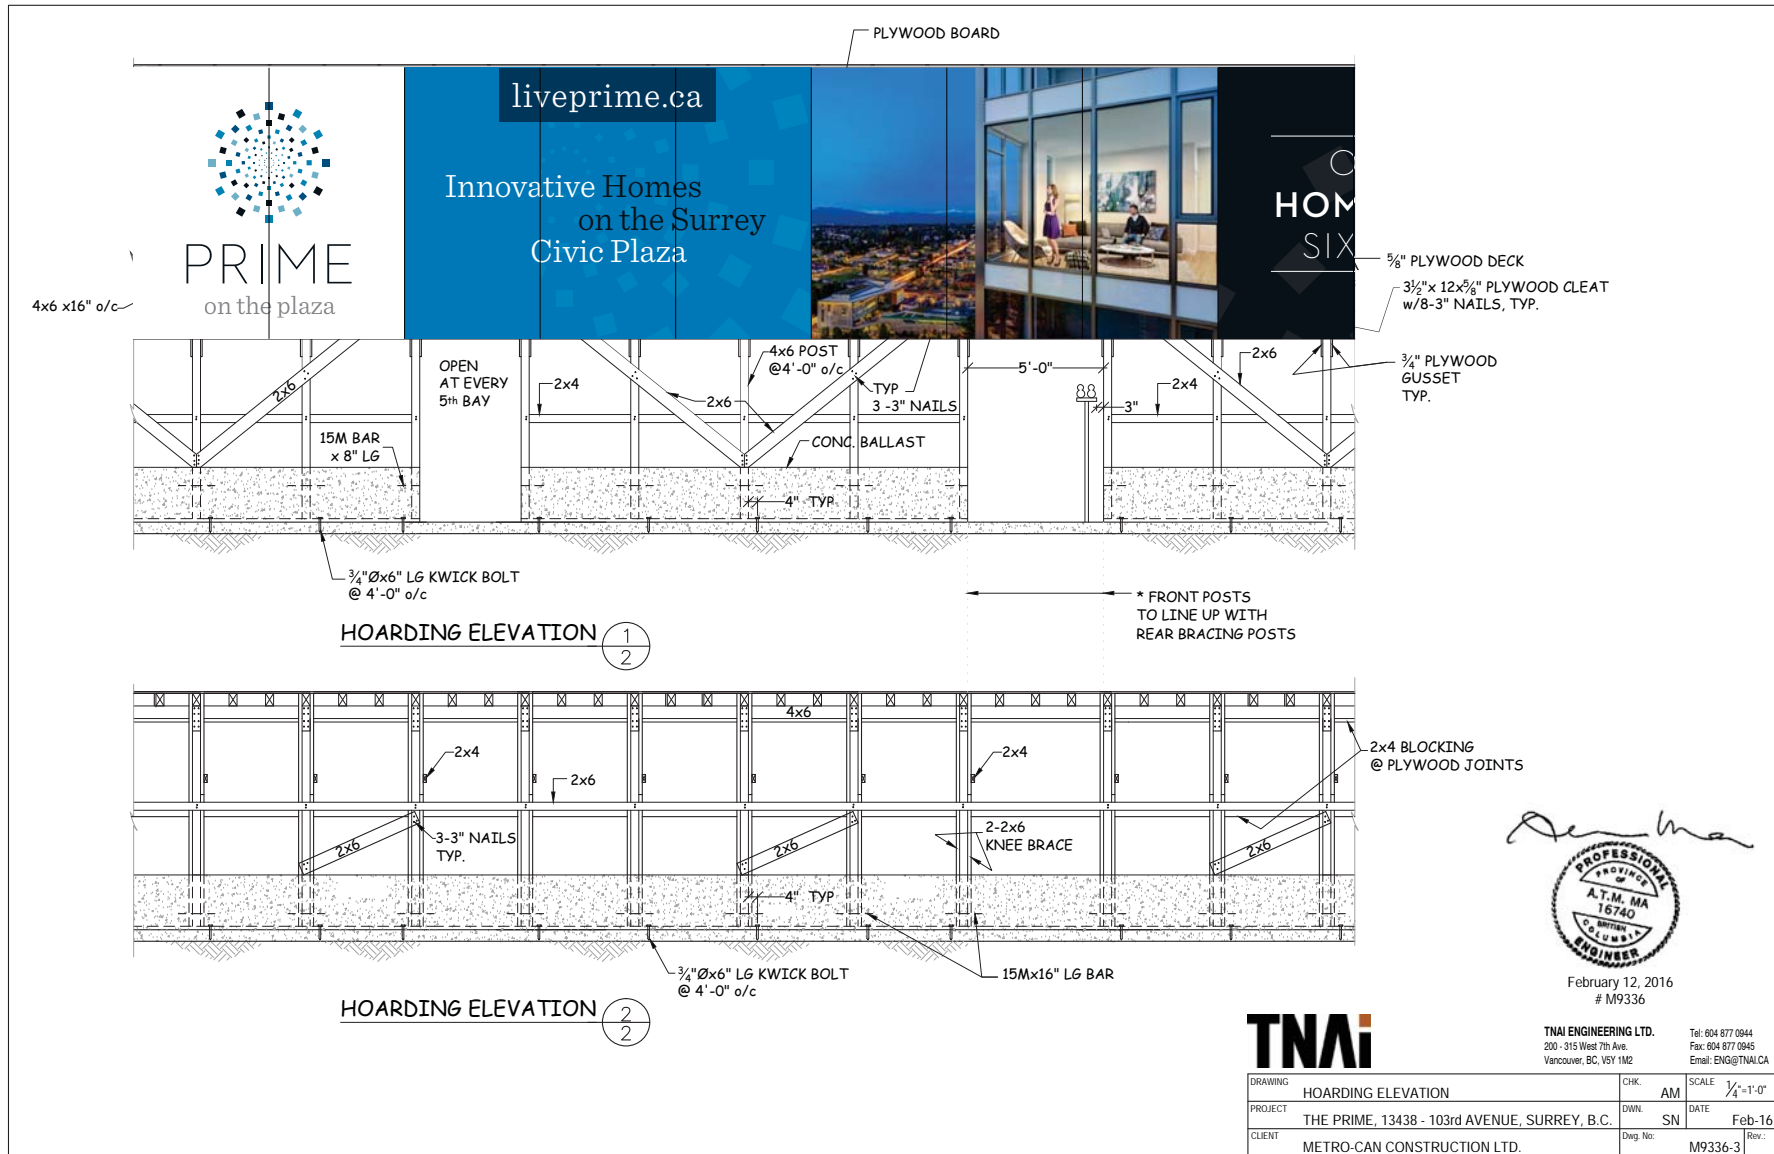 PLYWOOD BOARD
liveprime.ca
Innovative Homes
on the Surrey
Civic Plaza
PRIME
on the plaza
HOM
SIX
4x6 x16" o/c
⅝" PLYWOOD DECK
3½"x 12x⅝" PLYWOOD CLEAT
w/8-3" NAILS, TYP.
¾" PLYWOOD
GUSSET
TYP.
2x6
OPEN
AT EVERY
5th BAY
2x4
2x6
4x6 POST
@4'-0" o/c
TYP
3 -3" NAILS
5'-0"
3"
2x4
2x6
15M BAR
x 8" LG
CONC. BALLAST
4" TYP
¾"Øx6" LG KWICK BOLT
@ 4'-0" o/c
* FRONT POSTS
TO LINE UP WITH
REAR BRACING POSTS
HOARDING ELEVATION
1
2
4x6
2x4
2x6
2x4
2x4 BLOCKING
@ PLYWOOD JOINTS
2x6
3-3" NAILS
TYP.
2x6
2-2x6
KNEE BRACE
2x6
4" TYP
¾"Øx6" LG KWICK BOLT
@ 4'-0" o/c
15Mx16" LG BAR
HOARDING ELEVATION
2
2
PROFESSIONAL
PROVINCE
OF
A.T.M. MA
16740
BRITISH
COLUMBIA
ENGINEER
February 12, 2016
# M9336
TNAi
TNAI ENGINEERING LTD.
200 - 315 West 7th Ave.
Vancouver, BC, V5Y 1M2
Tel: 604 877 0944
Fax: 604 877 0945
Email: ENG@TNAI.CA
DRAWING HOARDING ELEVATION CHK. AM SCALE ¼"=1'-0"
PROJECT THE PRIME, 13438 - 103rd AVENUE, SURREY, B.C. DWN. SN DATE Feb-16
CLIENT METRO-CAN CONSTRUCTION LTD. Dwg. No: M9336-3 Rev.: